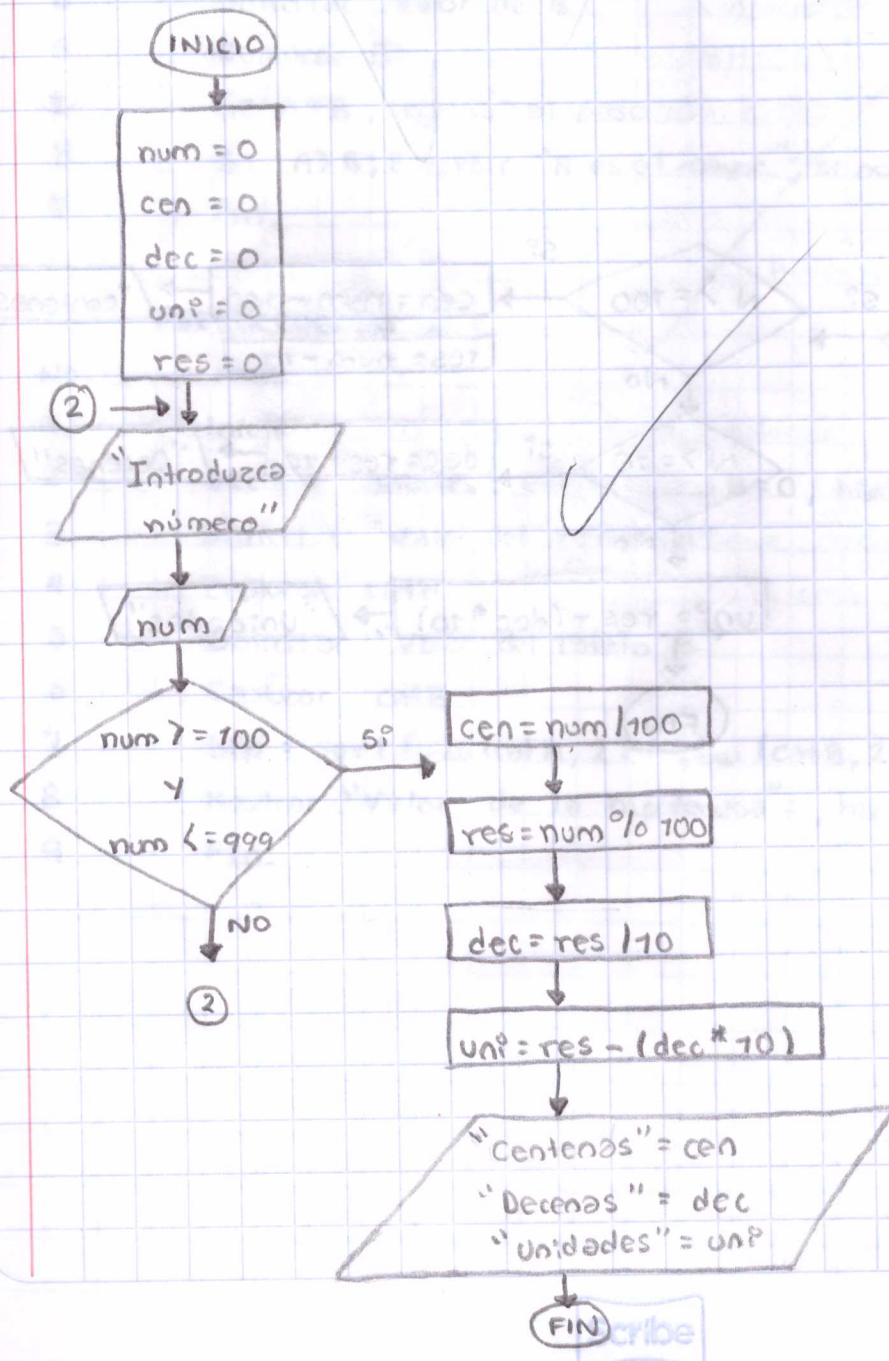 INICIO
num = 0
cen = 0
dec = 0
uni = 0
res = 0
2
"Introduzca
número"
num
num >= 100
Y
num <= 999
Sí
NO
2
cen = num / 100
res = num % 100
dec = res / 10
uni = res - (dec * 10)
"Centenas" = cen
"Decenas" = dec
"Unidades" = uni
FIN
scribe